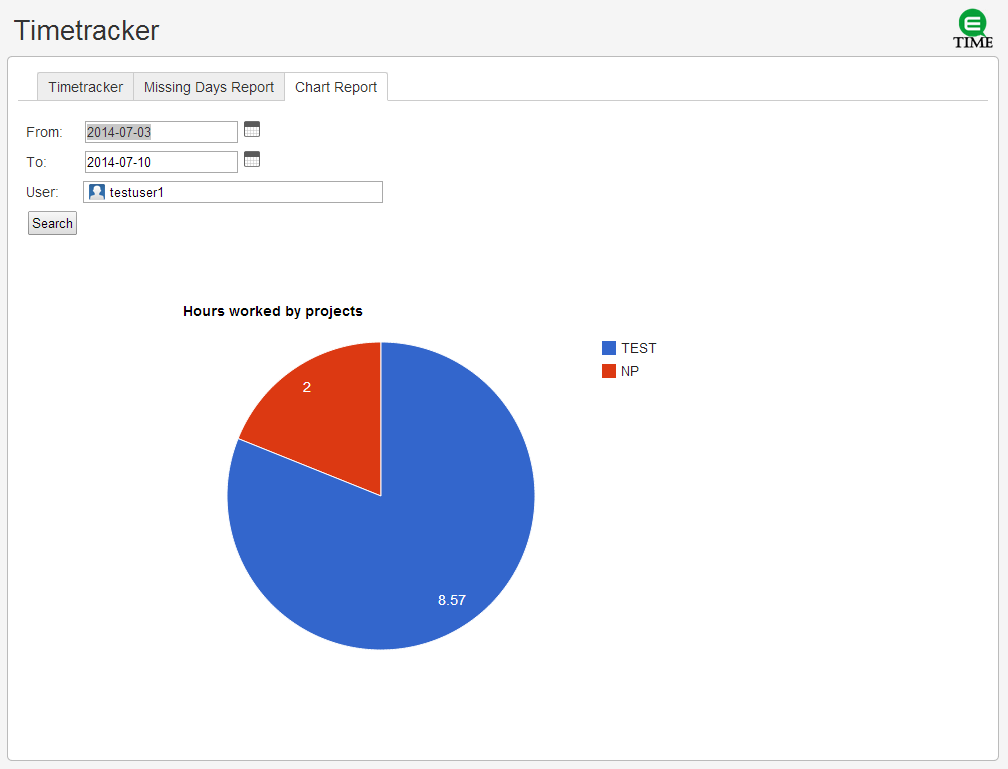 Timetracker
E
TIME
Timetracker Missing Days Report Chart Report
From: 2014-07-03
To: 2014-07-10
User: testuser1
Search
Hours worked by projects
TEST
NP
2
8.57